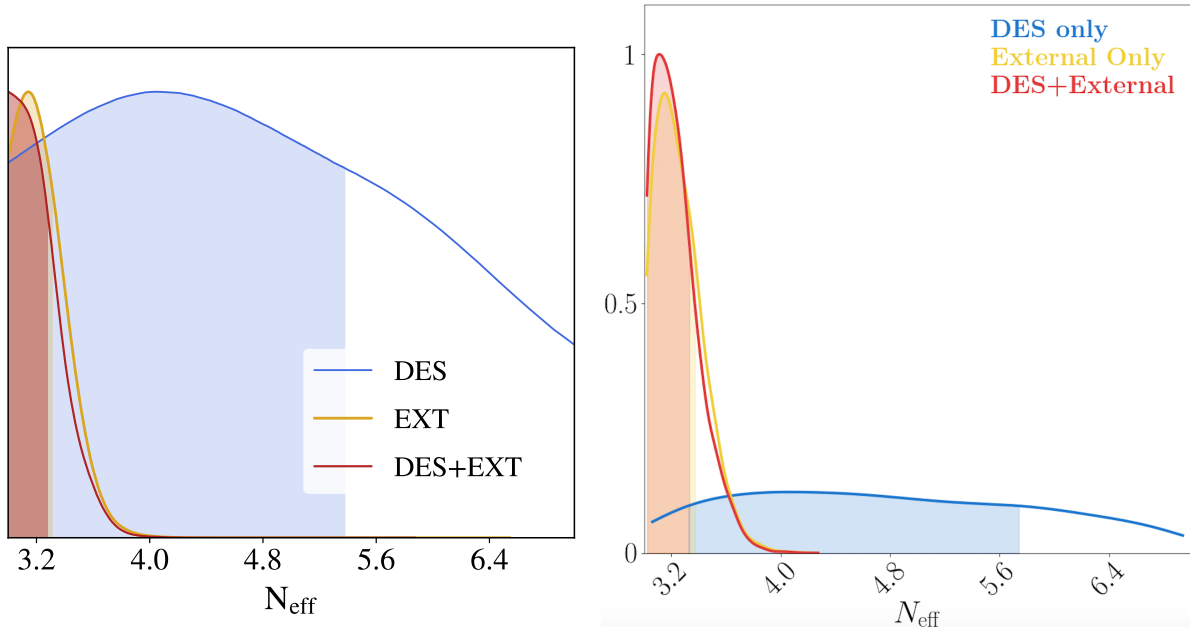 DES
EXT
DES+EXT
3.2 4.0 4.8 5.6 6.4
N_eff
DES only
External Only
DES+External
1
0.5
0
3.2 4.0 4.8 5.6 6.4
N_eff